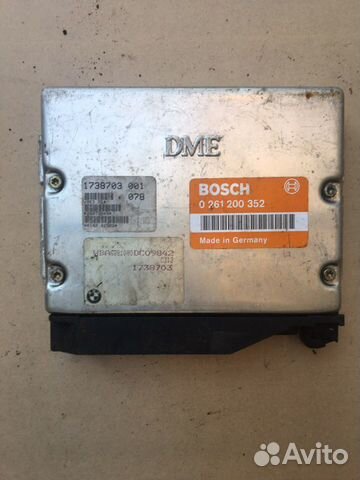 DME
1738703 001
078
BOSCH
0 261 200 352
Made in Germany
1738703
Avito